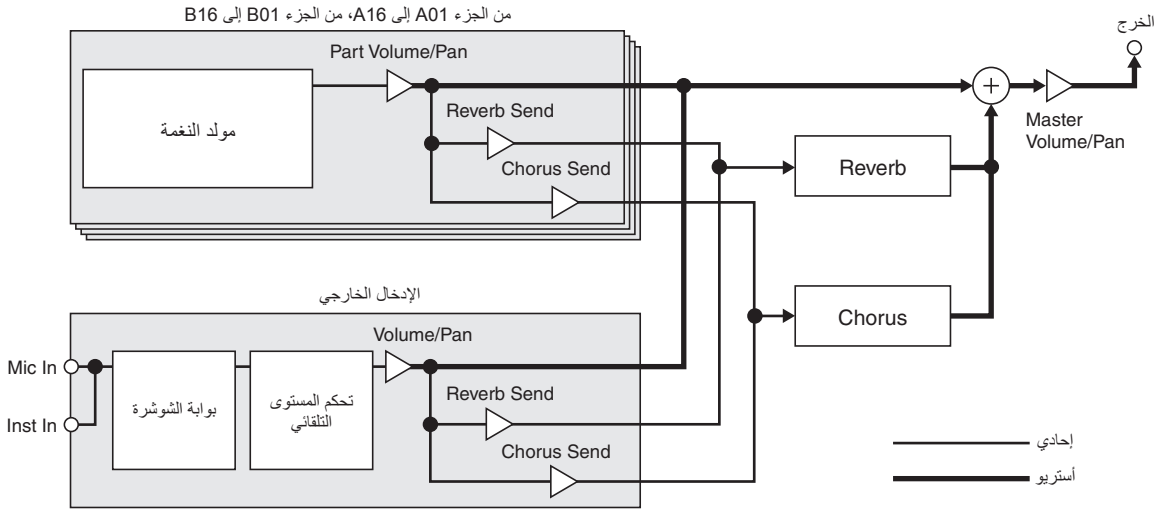 من الجزء A01 إلى A16، من الجزء B01 إلى B16
الخرج
Part Volume/Pan
مولد النغمة
Reverb Send
Chorus Send
Master
Volume/Pan
Reverb
الإدخال الخارجي
Chorus
Volume/Pan
Mic In
بوابة الشوشرة
تحكم المستوى
التلقائي
Reverb Send
Inst In
Chorus Send
إحادي
أستريو